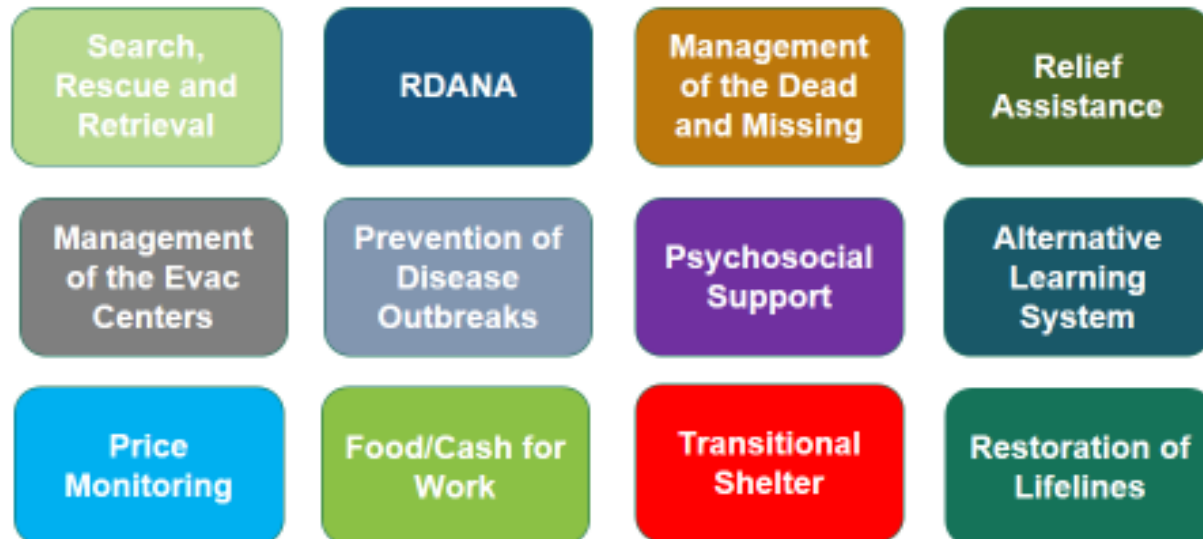 Search,
Rescue and
Retrieval
RDANA
Management
of the Dead
and Missing
Relief
Assistance
Management
of the Evac
Centers
Prevention of
Disease
Outbreaks
Psychosocial
Support
Alternative
Learning
System
Price
Monitoring
Food/Cash for
Work
Transitional
Shelter
Restoration of
Lifelines